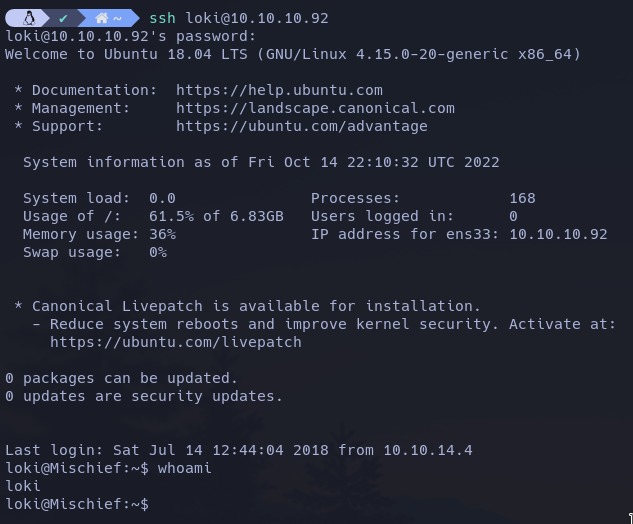 ~ ssh loki@10.10.10.92
loki@10.10.10.92's password:
Welcome to Ubuntu 18.04 LTS (GNU/Linux 4.15.0-20-generic x86_64)
* Documentation: https://help.ubuntu.com
* Management: https://landscape.canonical.com
* Support: https://ubuntu.com/advantage
System information as of Fri Oct 14 22:10:32 UTC 2022
System load: 0.0 Processes: 168
Usage of /: 61.5% of 6.83GB Users logged in: 0
Memory usage: 36% IP address for ens33: 10.10.10.92
Swap usage: 0%
* Canonical Livepatch is available for installation.
- Reduce system reboots and improve kernel security. Activate at:
https://ubuntu.com/livepatch
0 packages can be updated.
0 updates are security updates.
Last login: Sat Jul 14 12:44:04 2018 from 10.10.14.4
loki@Mischief:~$ whoami
loki
loki@Mischief:~$